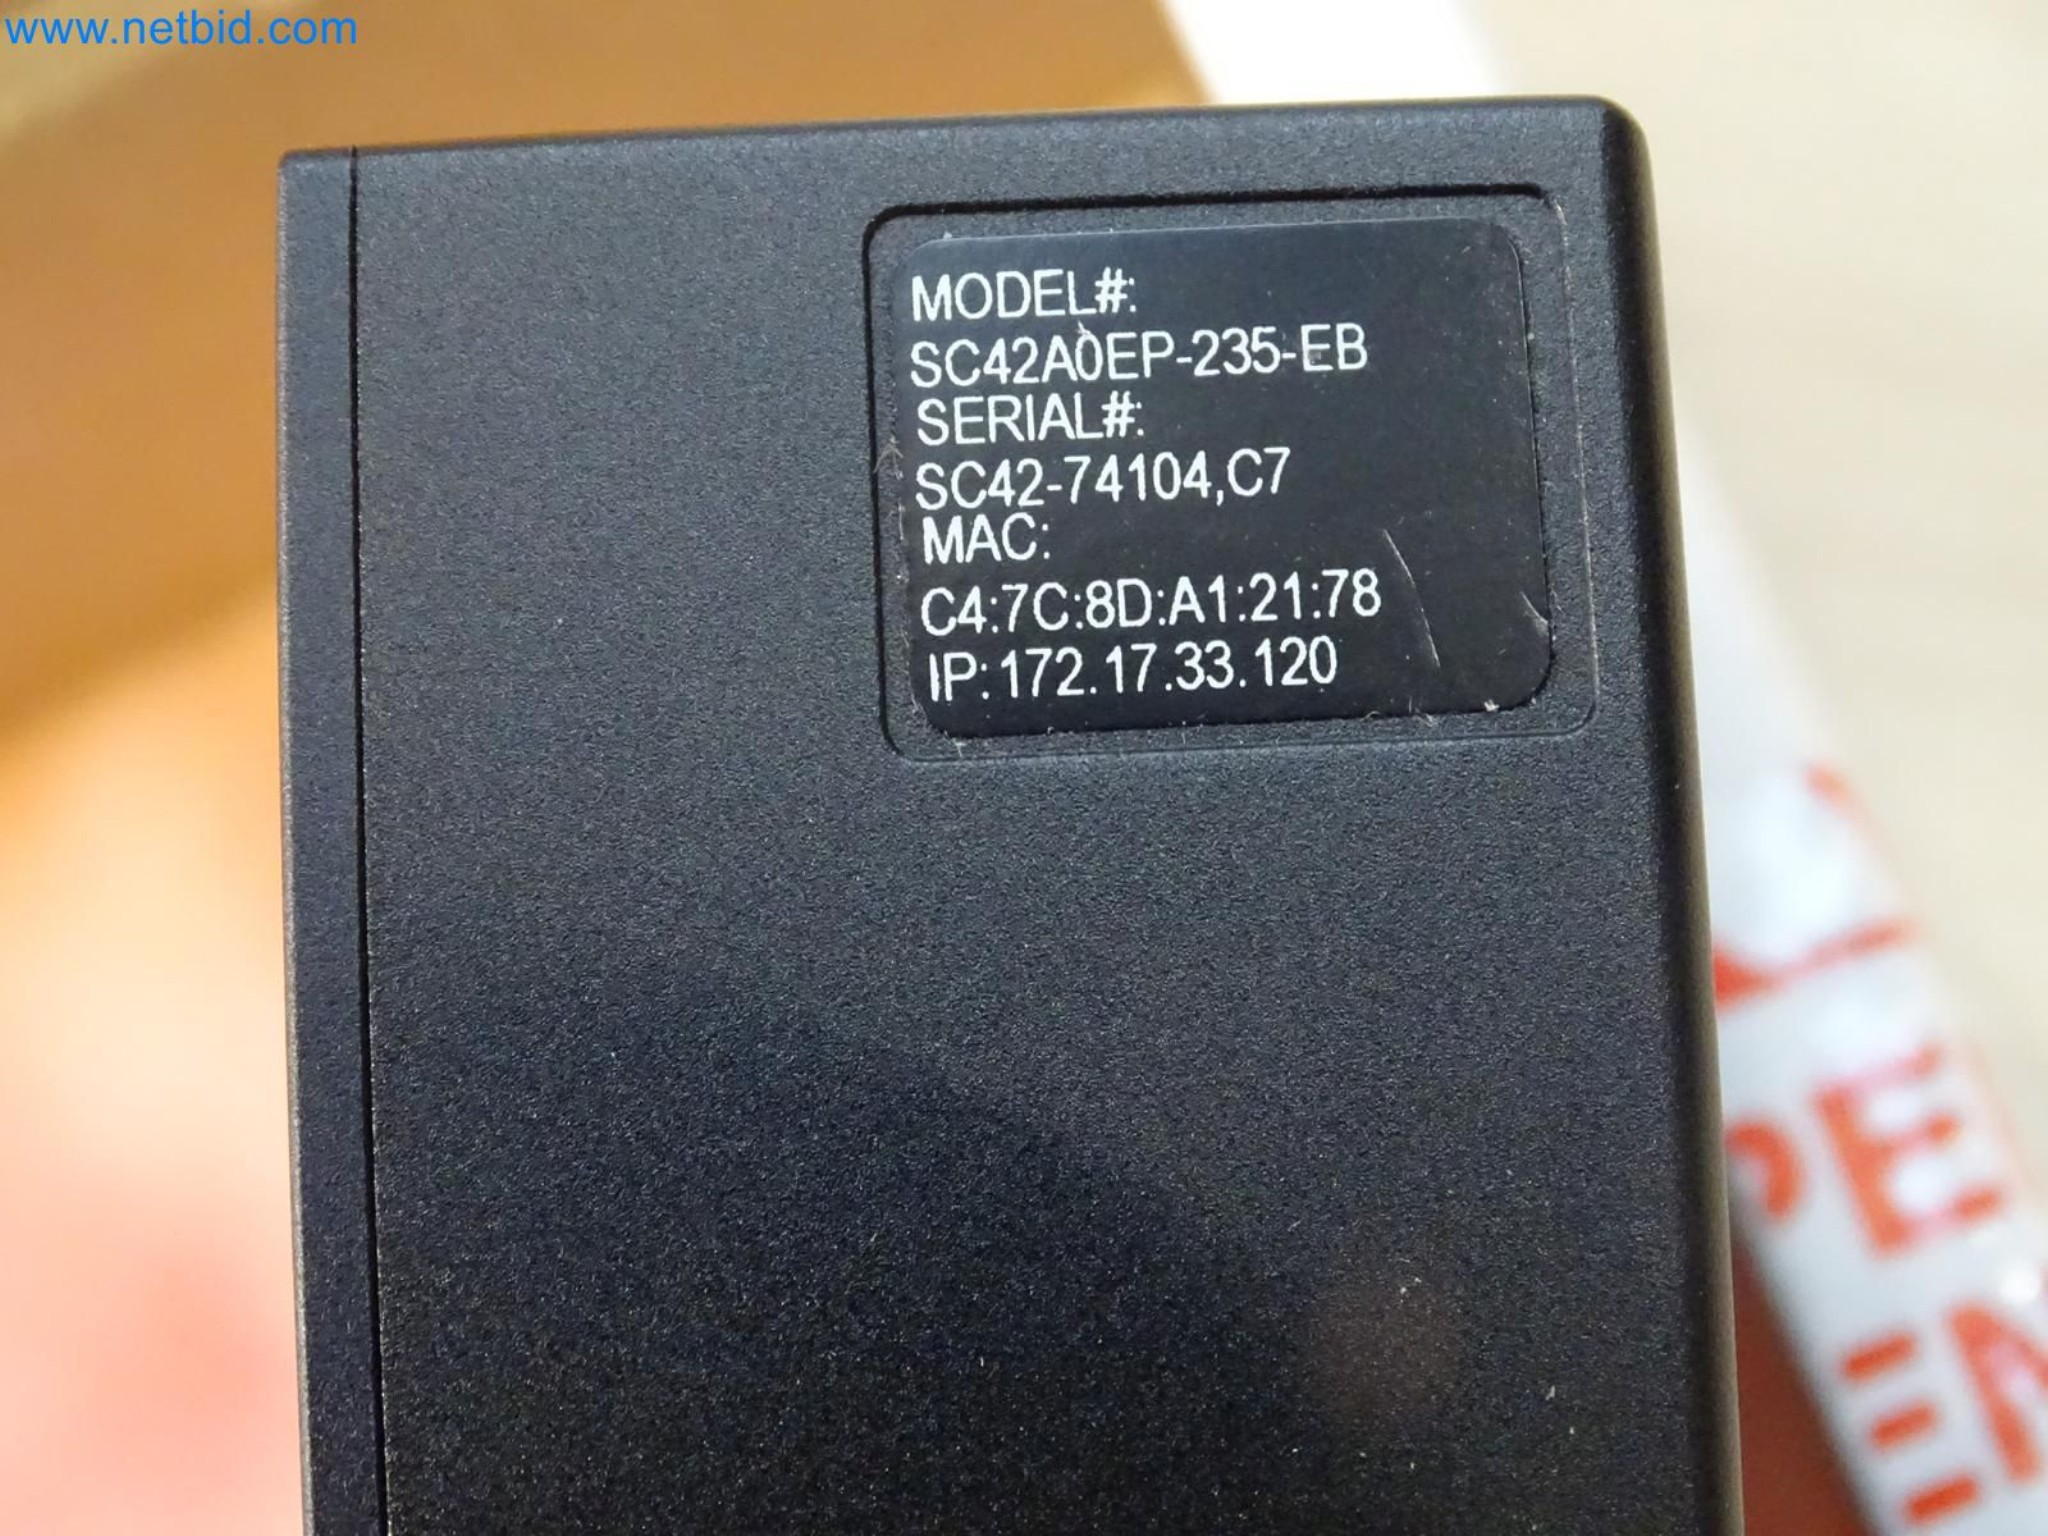 www.netbid.com
MODEL#:
SC42A0EP-235-EB
SERIAL#:
SC42-74104,C7
MAC:
C4:7C:8D:A1:21:78
IP:172.17.33.120